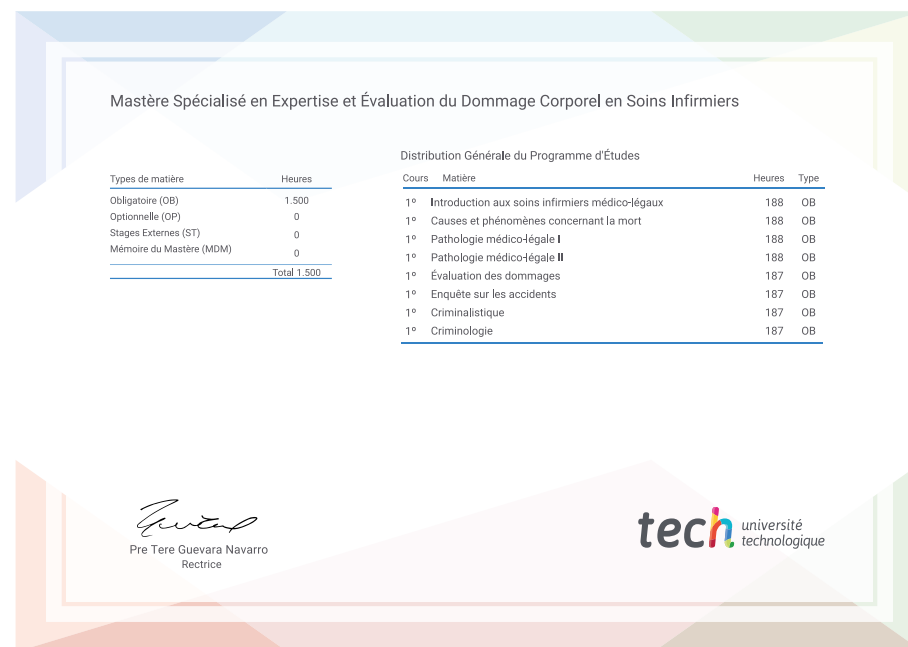 Mastère Spécialisé en Expertise et Évaluation du Dommage Corporel en Soins Infirmiers
Types de matière Heures
Obligatoire (OB) 1.500
Optionnelle (OP) 0
Stages Externes (ST) 0
Mémoire du Mastère (MDM) 0
Total 1.500
Distribution Générale du Programme d'Études
Cours Matière Heures Type
1º Introduction aux soins infirmiers médico-légaux 188 OB
1º Causes et phénomènes concernant la mort 188 OB
1º Pathologie médico-légale I 188 OB
1º Pathologie médico-légale II 188 OB
1º Évaluation des dommages 187 OB
1º Enquête sur les accidents 187 OB
1º Criminalistique 187 OB
1º Criminologie 187 OB
Pre Tere Guevara Navarro
Rectrice
tech université
technologique